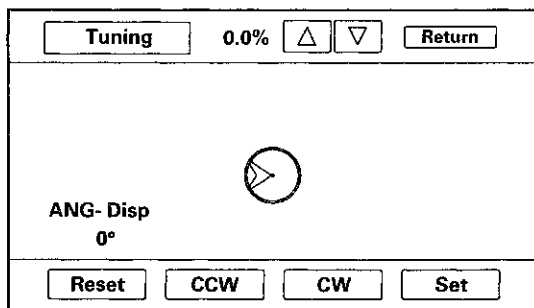 Tuning 0.0% △ ▽ Return
ANG- Disp
0°
Reset CCW CW Set